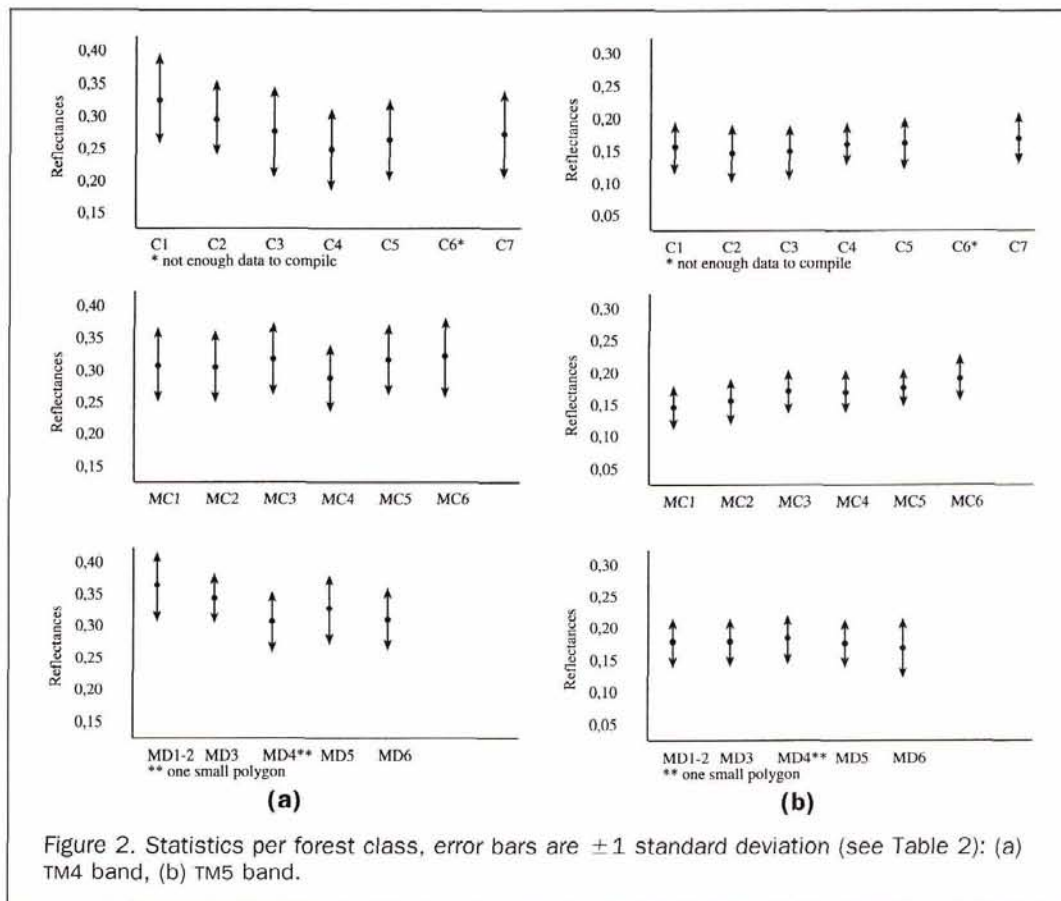 0,40
0,35
0,30
0,25
0,20
0,15
Reflectances
C1 C2 C3 C4 C5 C6* C7
* not enough data to compile
0,30
0,25
0,20
0,15
0,10
0,05
Reflectances
C1 C2 C3 C4 C5 C6* C7
* not enough data to compile
0,40
0,35
0,30
0,25
0,20
0,15
Reflectances
MC1 MC2 MC3 MC4 MC5 MC6
0,30
0,25
0,20
0,15
0,10
0,05
Reflectances
MC1 MC2 MC3 MC4 MC5 MC6
0,40
0,35
0,30
0,25
0,20
0,15
Reflectances
MD1-2 MD3 MD4** MD5 MD6
** one small polygon
(a)
0,30
0,25
0,20
0,15
0,10
0,05
Reflectances
MD1-2 MD3 MD4** MD5 MD6
** one small polygon
(b)
Figure 2. Statistics per forest class, error bars are ±1 standard deviation (see Table 2): (a)
TM4 band, (b) TM5 band.